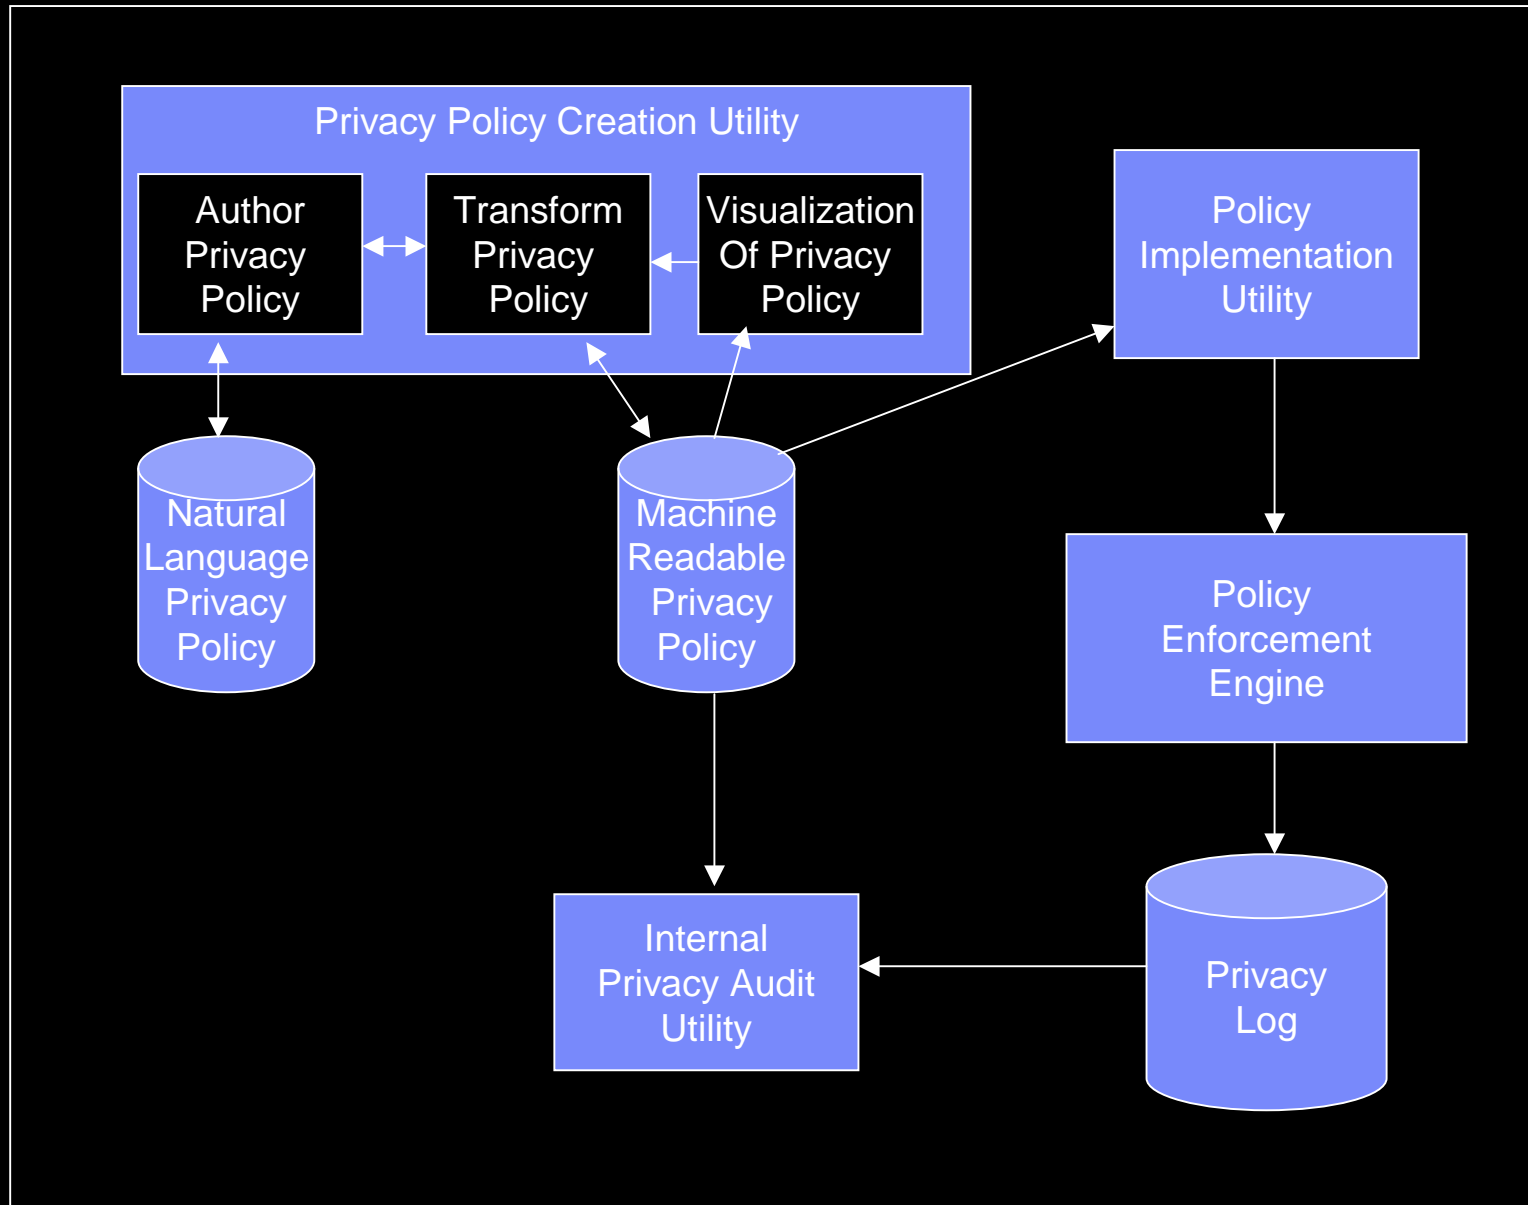 Privacy Policy Creation Utility
Author
Privacy
Policy
Transform
Privacy
Policy
Visualization
Of Privacy
Policy
Policy
Implementation
Utility
Natural
Language
Privacy
Policy
Machine
Readable
Privacy
Policy
Policy
Enforcement
Engine
Internal
Privacy Audit
Utility
Privacy
Log